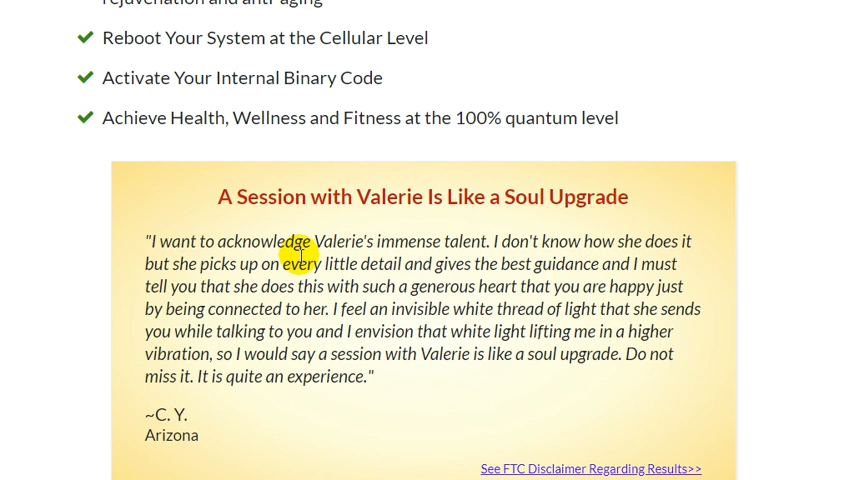 rejuvenation and anti-aging
Reboot Your System at the Cellular Level
Activate Your Internal Binary Code
Achieve Health, Wellness and Fitness at the 100% quantum level
A Session with Valerie Is Like a Soul Upgrade
"I want to acknowledge Valerie's immense talent. I don't know how she does it
but she picks up on every little detail and gives the best guidance and I must
tell you that she does this with such a generous heart that you are happy just
by being connected to her. I feel an invisible white thread of light that she sends
you while talking to you and I envision that white light lifting me in a higher
vibration, so I would say a session with Valerie is like a soul upgrade. Do not
miss it. It is quite an experience."
~C. Y.
Arizona
See FTC Disclaimer Regarding Results>>